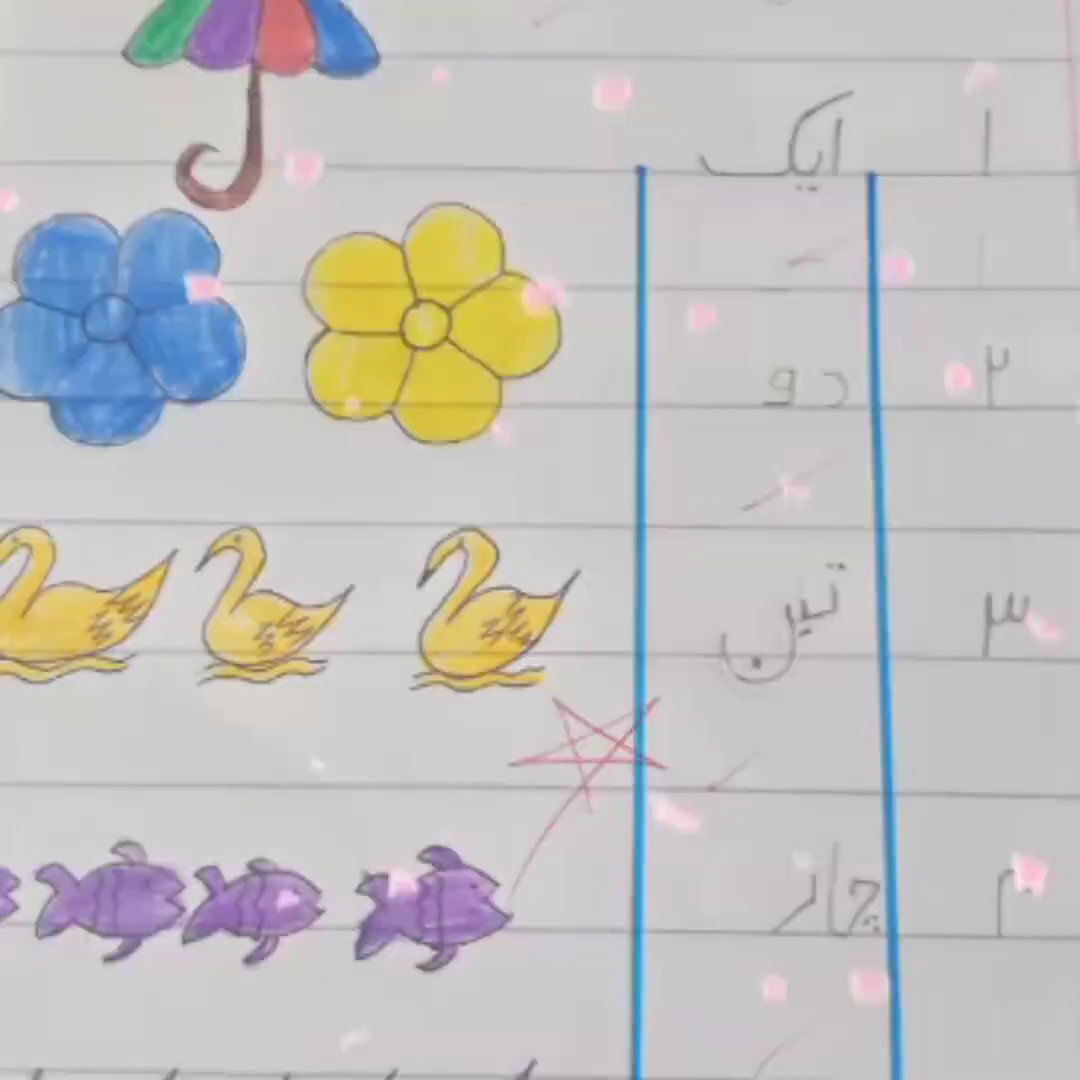 ۱ ایک
۲ دو
۳ تین
۴ چار